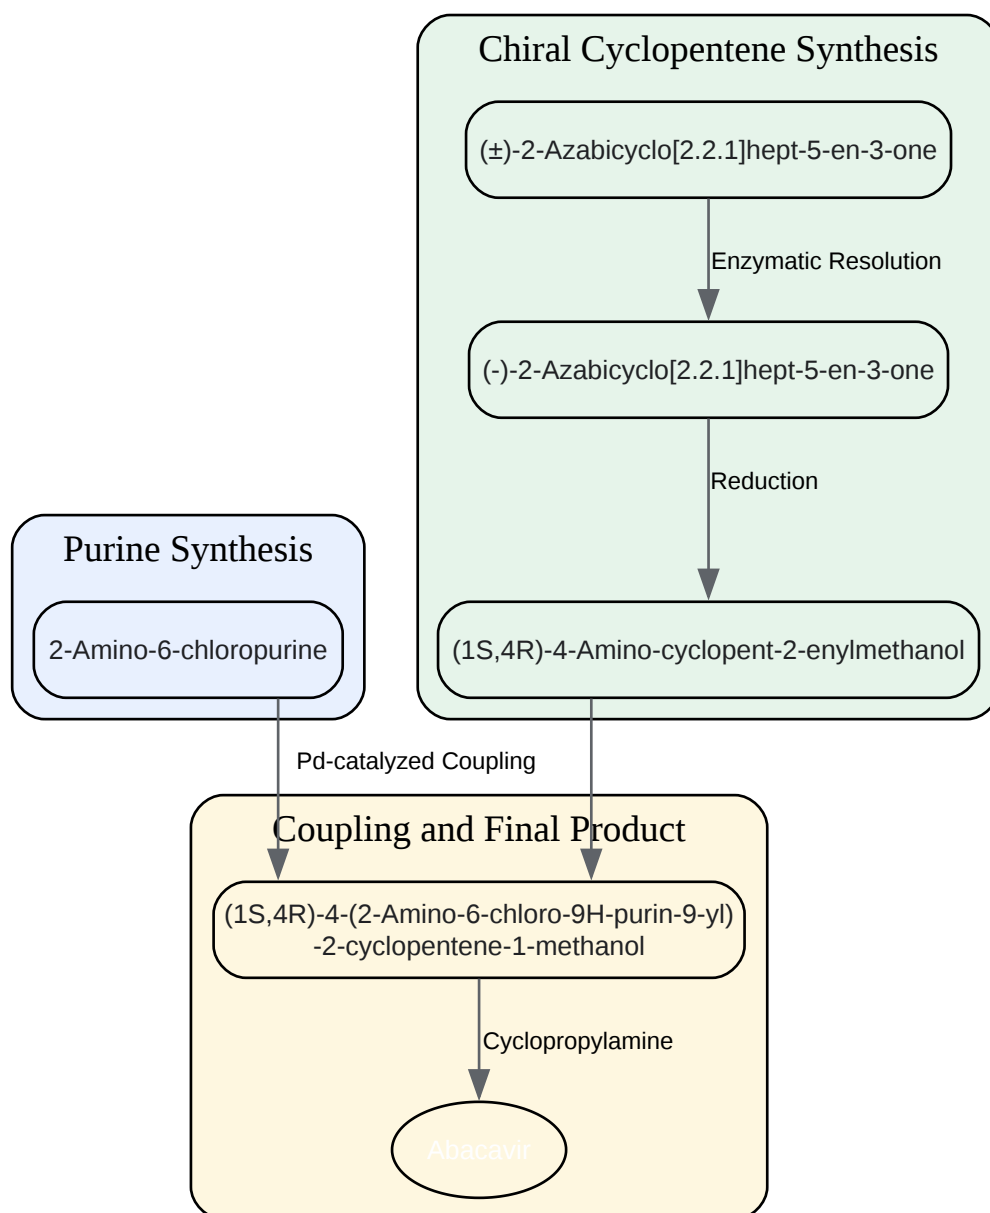 Chiral Cyclopentene Synthesis
(±)-2-Azabicyclo[2.2.1]hept-5-en-3-one
Enzymatic Resolution
(-)-2-Azabicyclo[2.2.1]hept-5-en-3-one
Reduction
Purine Synthesis
2-Amino-6-chloropurine
(1S,4R)-4-Amino-cyclopent-2-enylmethanol
Pd-catalyzed Coupling
Coupling and Final Product
(1S,4R)-4-(2-Amino-6-chloro-9H-purin-9-yl)
-2-cyclopentene-1-methanol
Cyclopropylamine
Abacavir